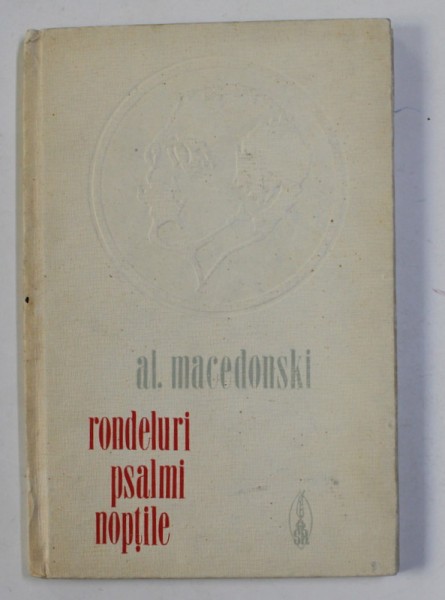 al. macedonski
rondeluri
psalmi
nopțile